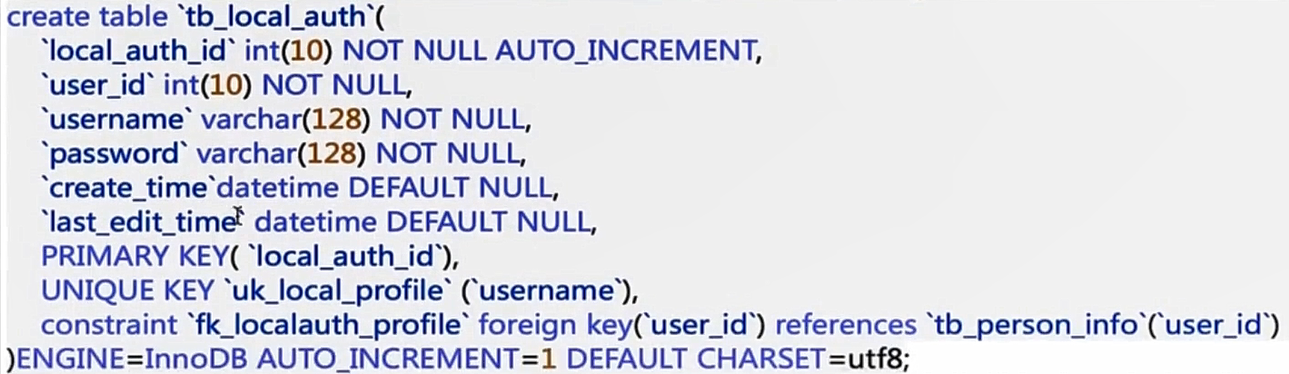 create table `tb_local_auth`(
`local_auth_id` int(10) NOT NULL AUTO_INCREMENT,
`user_id` int(10) NOT NULL,
`username` varchar(128) NOT NULL,
`password` varchar(128) NOT NULL,
`create_time`datetime DEFAULT NULL,
`last_edit_time` datetime DEFAULT NULL,
PRIMARY KEY( `local_auth_id`),
UNIQUE KEY `uk_local_profile` (`username`),
constraint `fk_localauth_profile` foreign key(`user_id`) references `tb_person_info`(`user_id`)
)ENGINE=InnoDB AUTO_INCREMENT=1 DEFAULT CHARSET=utf8;